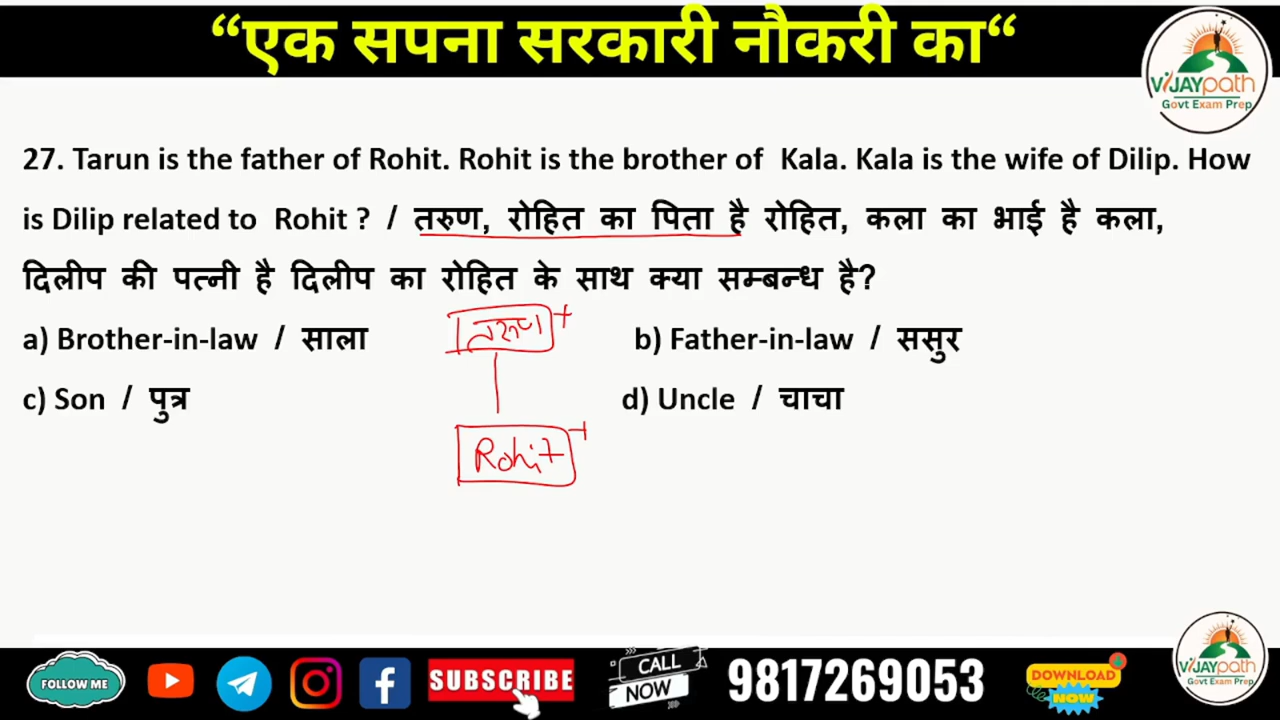 “एक सपना सरकारी नौकरी का“
ViJAYpath
Govt Exam Prep
27. Tarun is the father of Rohit. Rohit is the brother of Kala. Kala is the wife of Dilip. How
is Dilip related to Rohit ? / तरुण, रोहित का पिता है रोहित, कला का भाई है कला,
दिलीप की पत्नी है दिलीप का रोहित के साथ क्या सम्बन्ध है?
a) Brother-in-law / साला
b) Father-in-law / ससुर
c) Son / पुत्र
d) Uncle / चाचा
तरुण +
Rohit +
ViJAYpath
Govt Exam Prep
FOLLOW ME
SUBSCRIBE
CALL
NOW
9817269053
DOWNLOAD
NOW